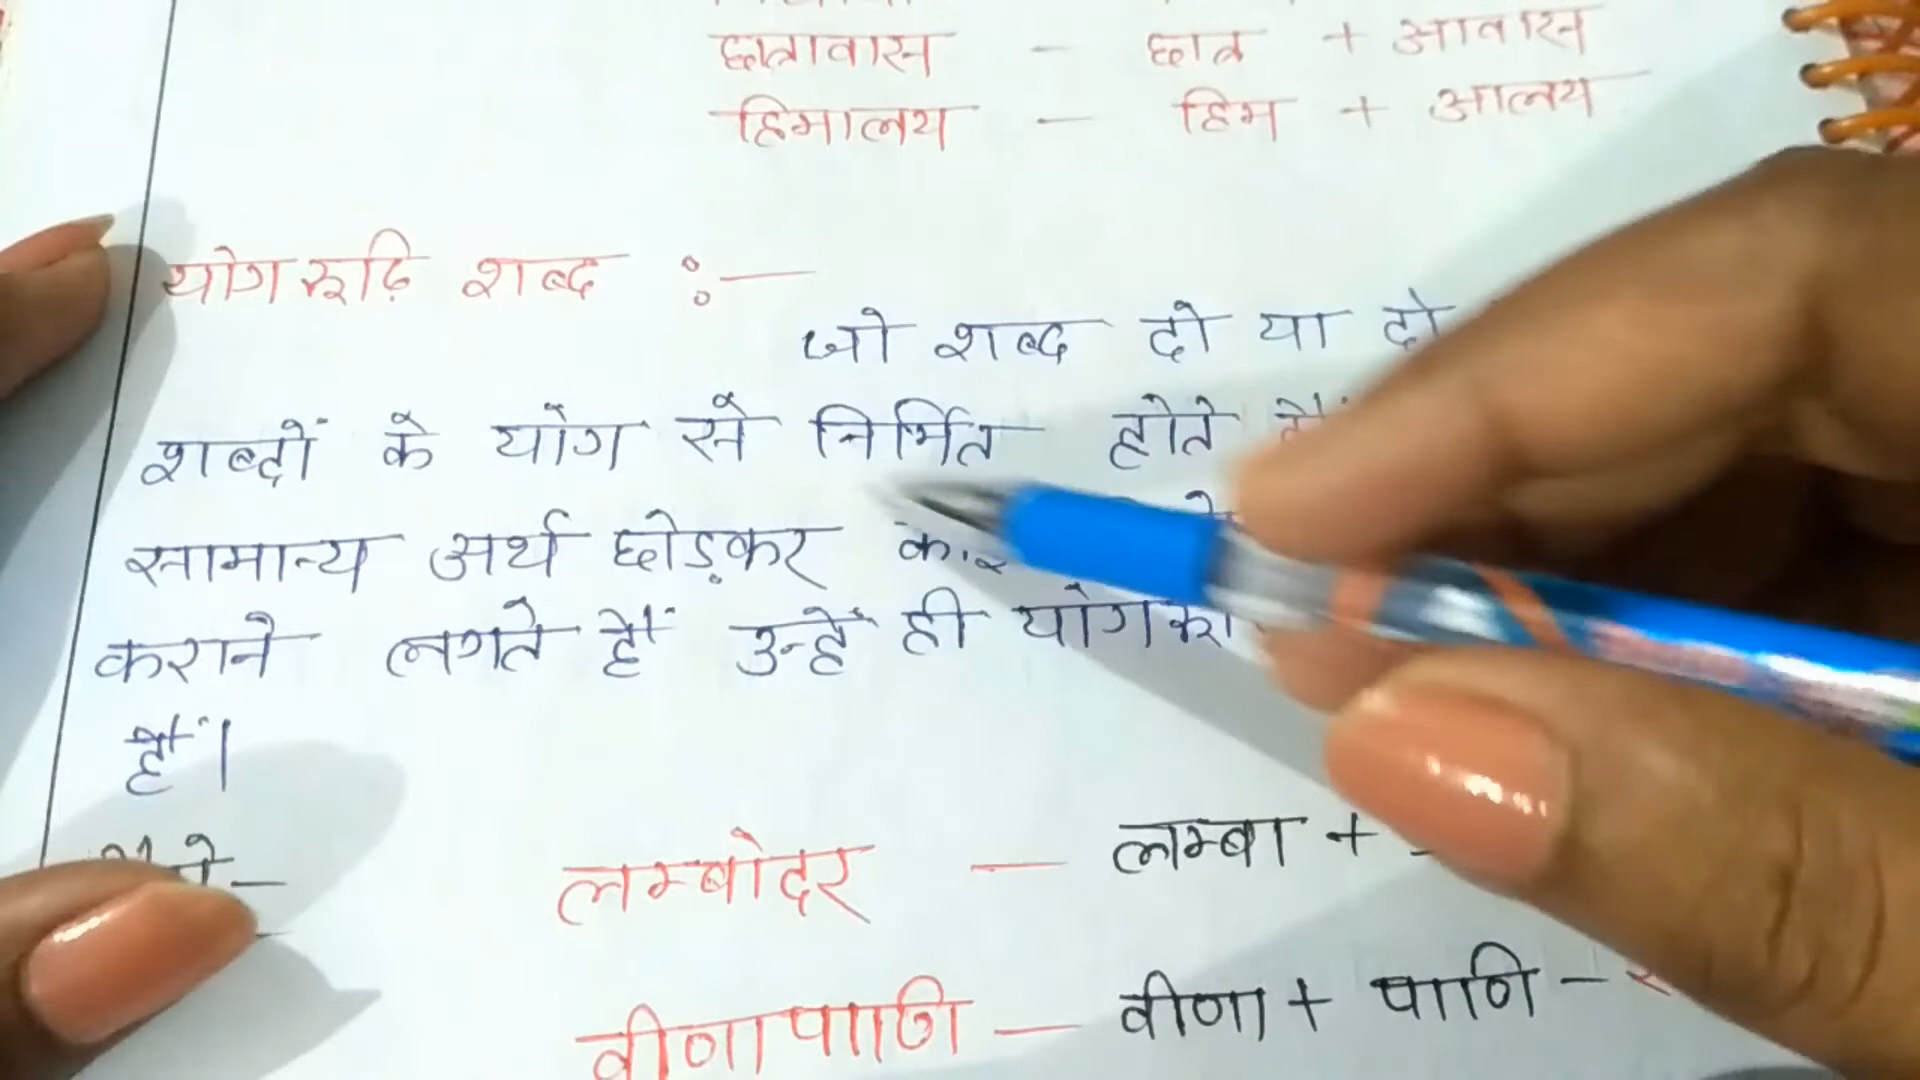 छात्रावास - छात्र + आवास
हिमालय - हिम + आलय
योगरूढ़ि शब्द :-
जो शब्द दो या दो
शब्दों के योग से निर्मित होते हैं
सामान्य अर्थ छोड़कर
कराने लगते हैं उन्हें ही
हैं।
लम्बोदर - लम्बा +
वीणापाणि - वीणा + पाणि -